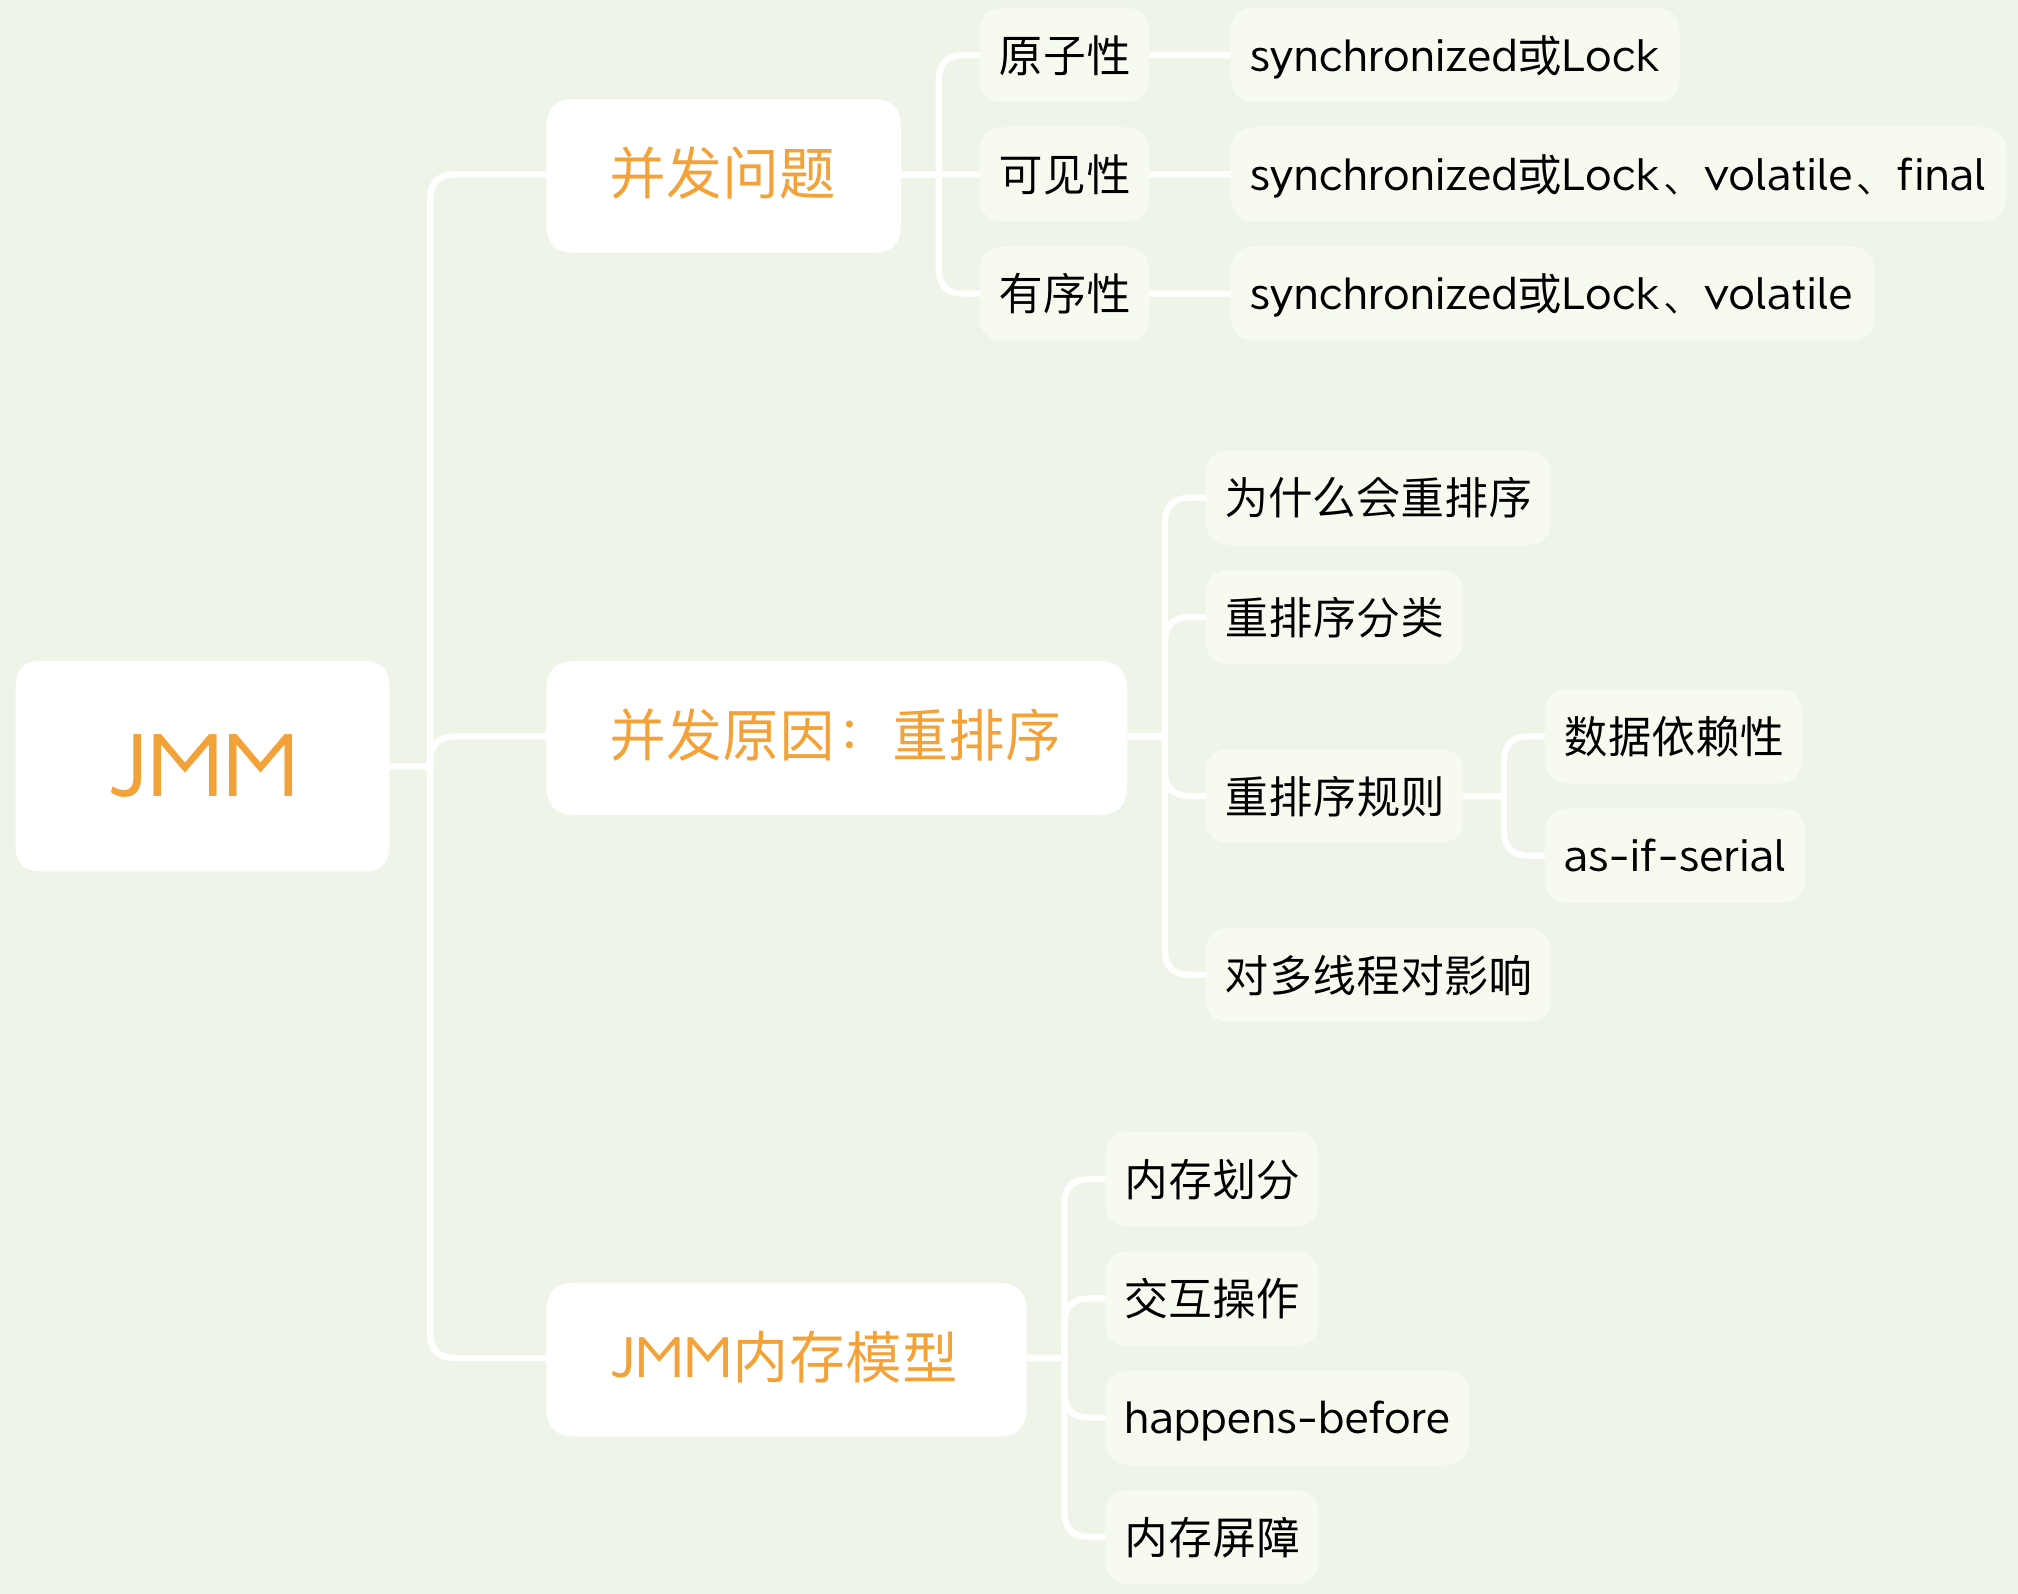 JMM
并发问题
原子性
synchronized或Lock
可见性
synchronized或Lock、volatile、final
有序性
synchronized或Lock、volatile
并发原因：重排序
为什么会重排序
重排序分类
重排序规则
数据依赖性
as-if-serial
对多线程对影响
JMM内存模型
内存划分
交互操作
happens-before
内存屏障